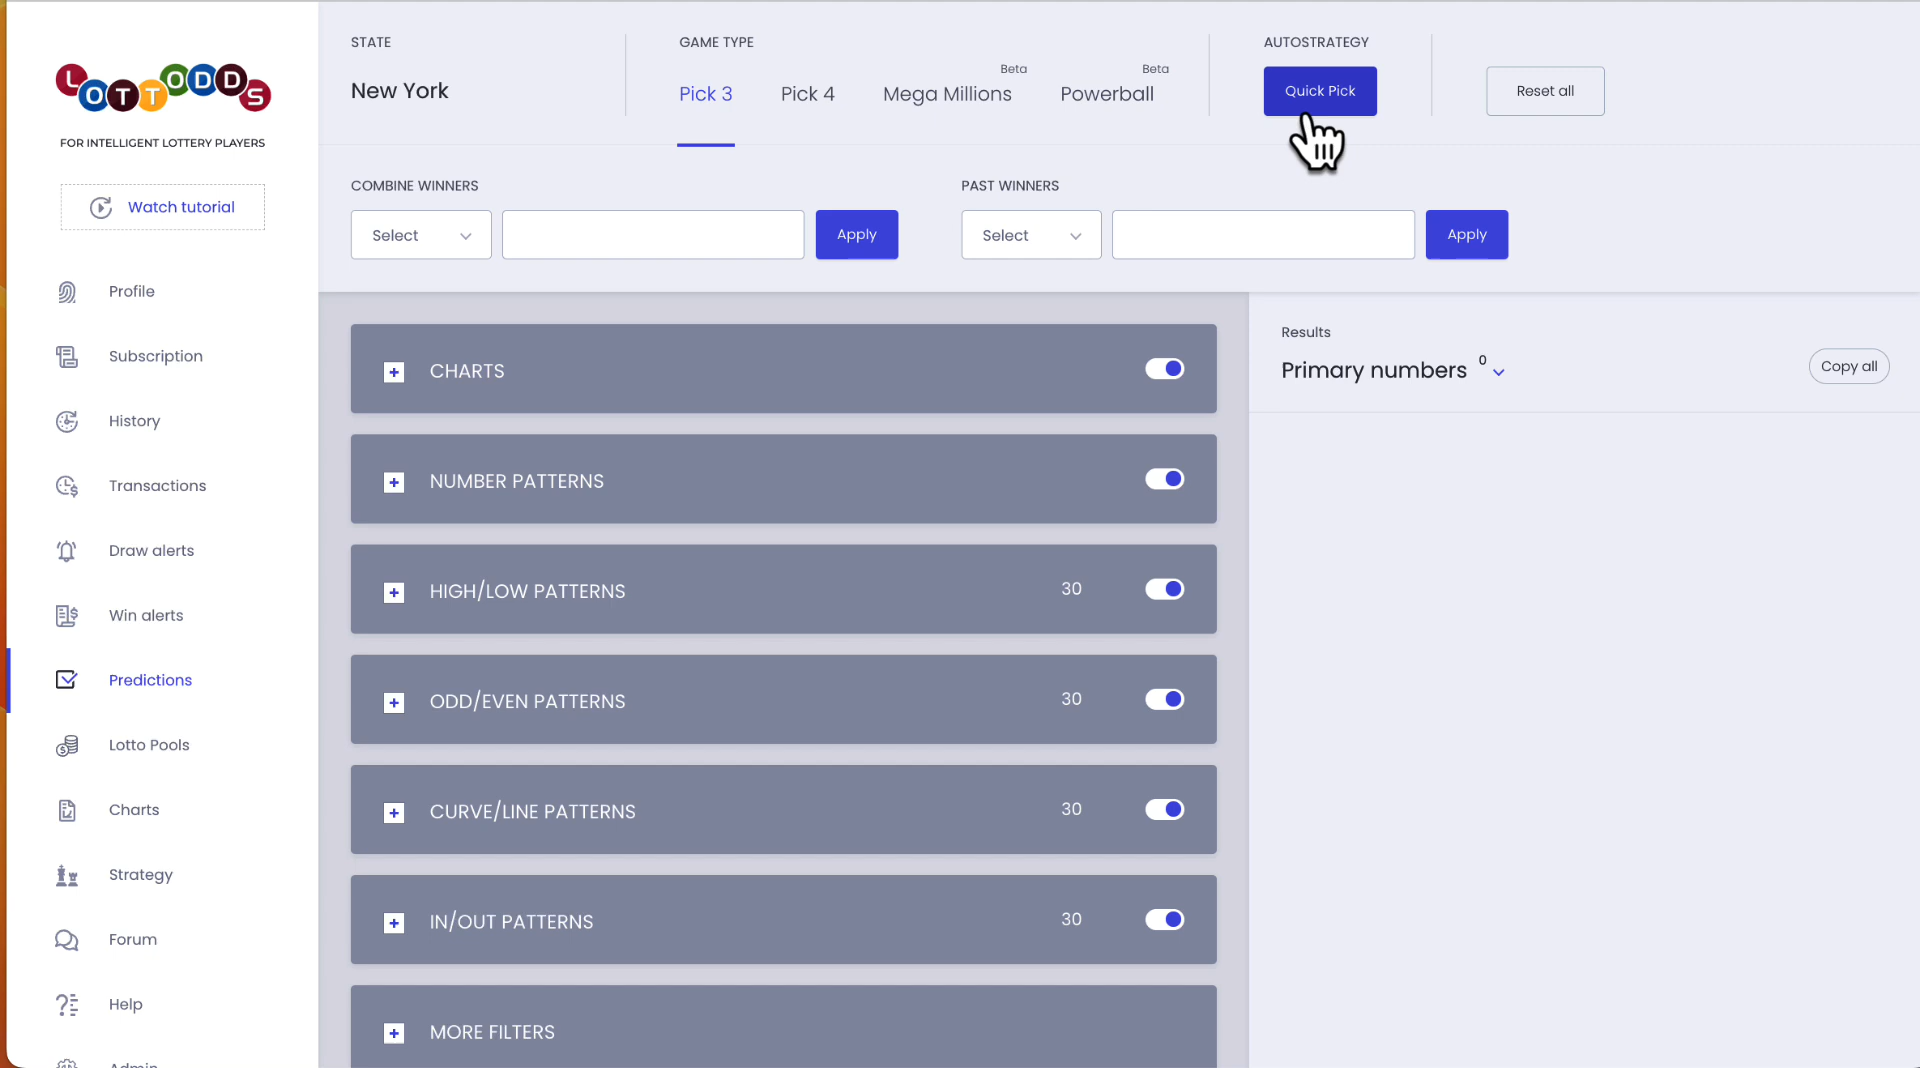 LOTTODDS
FOR INTELLIGENT LOTTERY PLAYERS
Watch tutorial
Profile
Subscription
History
Transactions
Draw alerts
Win alerts
Predictions
Lotto Pools
Charts
Strategy
Forum
Help
Admin
STATE
New York
GAME TYPE
Pick 3
Pick 4
Beta
Mega Millions
Beta
Powerball
AUTOSTRATEGY
Quick Pick
Reset all
COMBINE WINNERS
Select
Apply
PAST WINNERS
Select
Apply
CHARTS
NUMBER PATTERNS
HIGH/LOW PATTERNS 30
ODD/EVEN PATTERNS 30
CURVE/LINE PATTERNS 30
IN/OUT PATTERNS 30
MORE FILTERS
Results
Primary numbers 0
Copy all